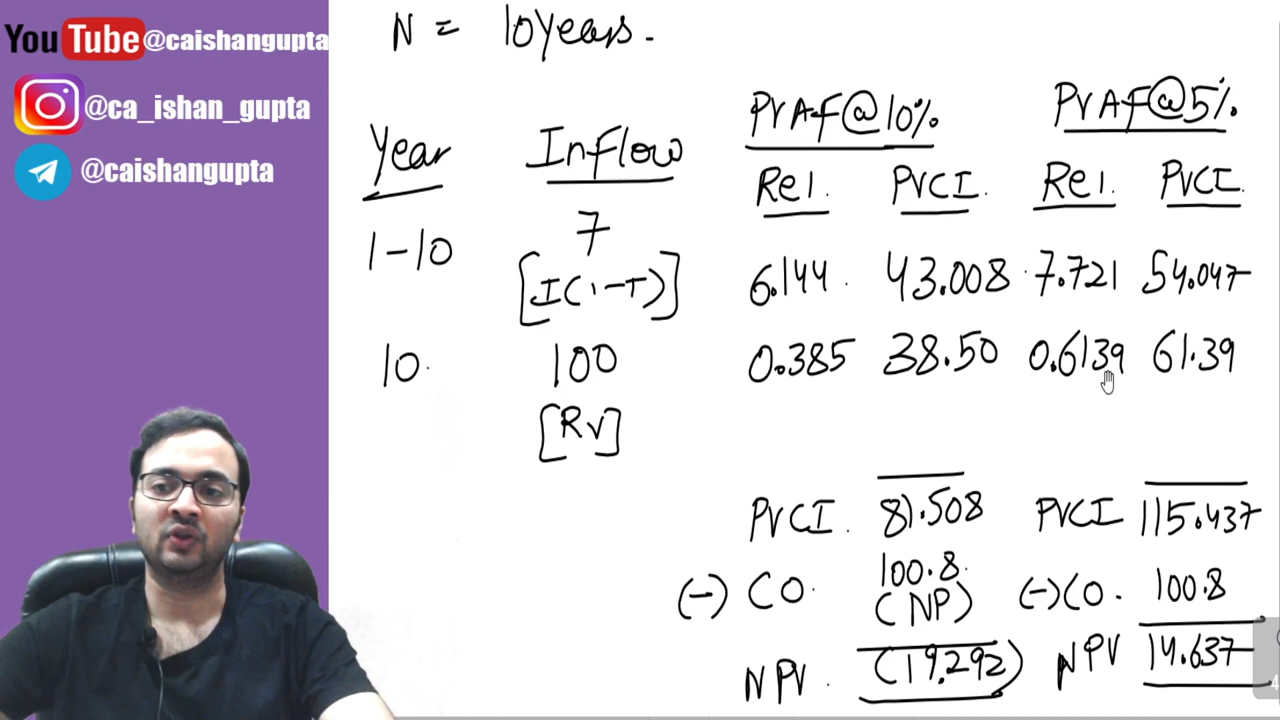 N = 10years.
YouTube@caishangupta
@ca_ishan_gupta
@caishangupta
Year Inflow PVAF@10% PVAF@5%
Rel. PVCI. Rel. PVCI.
1-10 7 6.144 43.008 7.721 54.047
[I(1-T)]
10. 100 0.385 38.50 0.6139 61.39
[RV]
PVCI. 81.508 PVCI 115.437
(-) CO. 100.8. (-) CO. 100.8
(NP)
NPV. (19.292) NPV 14.637